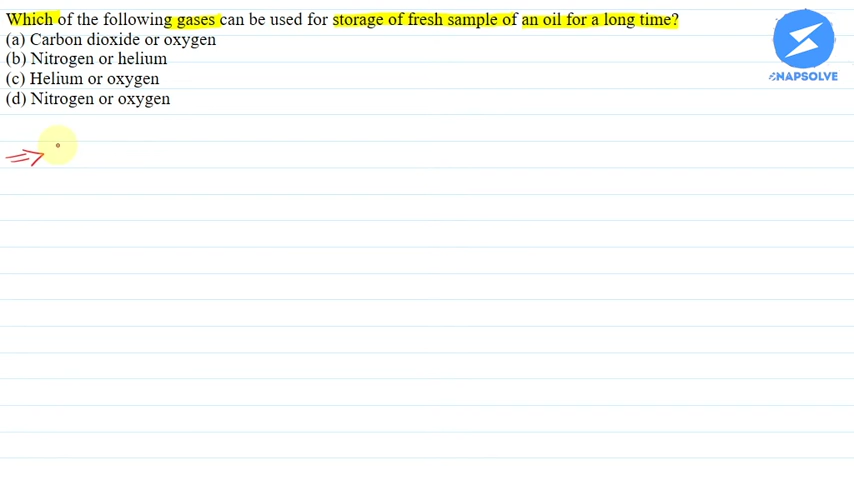 Which of the following gases can be used for storage of fresh sample of an oil for a long time?
(a) Carbon dioxide or oxygen
(b) Nitrogen or helium
(c) Helium or oxygen
(d) Nitrogen or oxygen
SNAPSOLVE